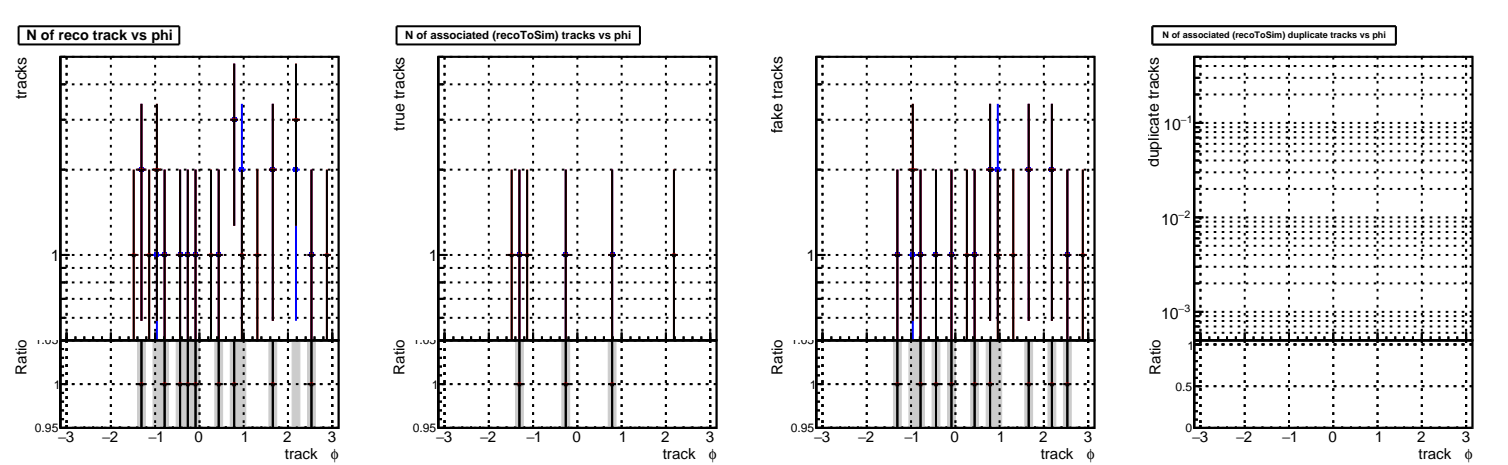 N of reco track vs phi
N of associated (recoToSim) tracks vs phi
N of associated (recoToSim) duplicate tracks vs phi
tracks
1
Ratio
1
0.95
−3 −2 −1 0 1 2 3
track φ
true tracks
1
Ratio
1
0.95
−3 −2 −1 0 1 2 3
track φ
fake tracks
1
Ratio
1
0.95
−3 −2 −1 0 1 2 3
track φ
duplicate tracks
10−1
10−2
10−3
Ratio
1
0.5
0
−3 −2 −1 0 1 2 3
track φ